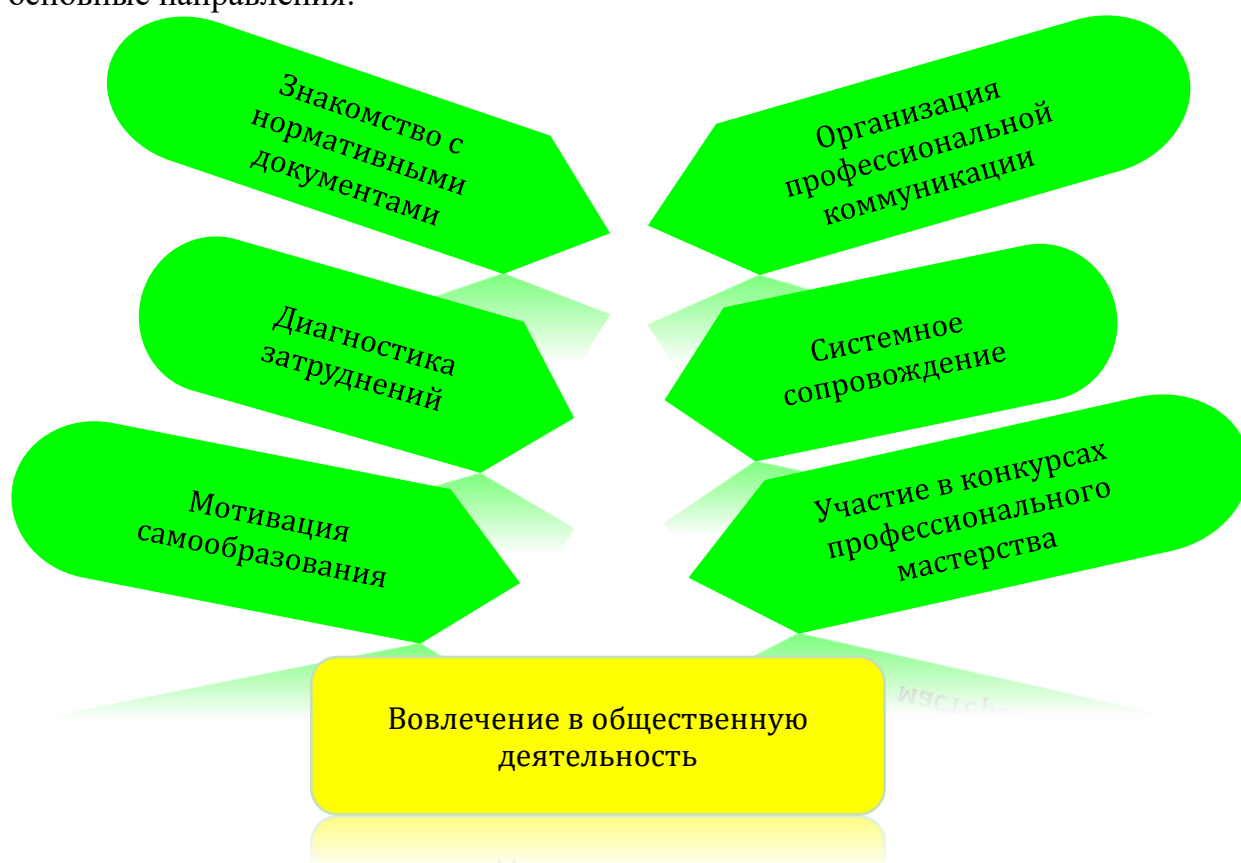 основные направления:
Знакомство с
нормативными
документами
Организация
профессиональной
коммуникации
Диагностика
затруднений
Системное
сопровождение
Мотивация
самообразования
Участие в конкурсах
профессионального
мастерства
Вовлечение в общественную
деятельность